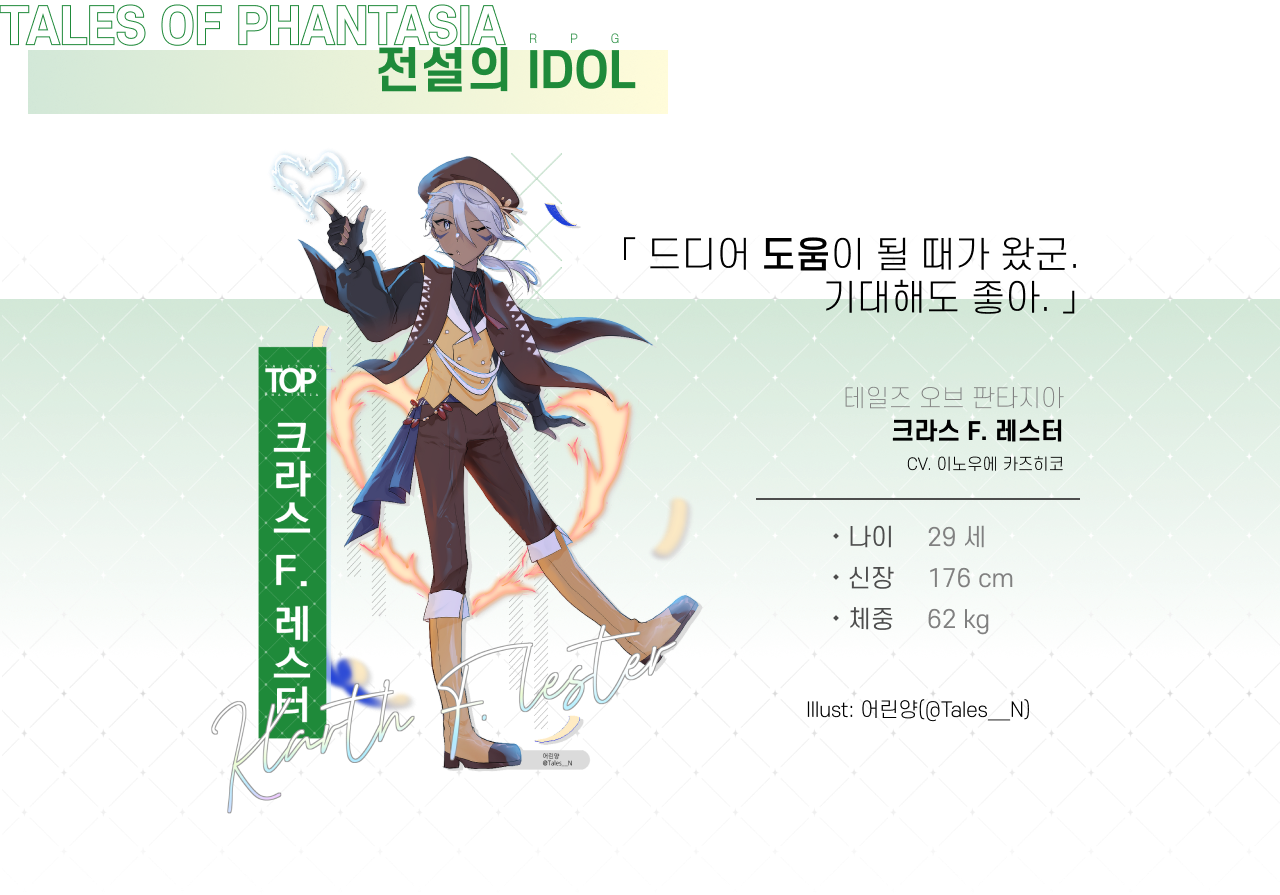 TALES OF PHANTASIA
RPG
전설의 IDOL
「 드디어 도움이 될 때가 왔군.
기대해도 좋아. 」
TALES OF
TOP
PHANTASIA
크라스 F. 레스터
테일즈 오브 판타지아
크라스 F. 레스터
CV. 이노우에 카즈히코
• 나이 29 세
• 신장 176 cm
• 체중 62 kg
Klarth F. Lester
Illust: 어린양(@Tales__N)
어린양
@Tales__N